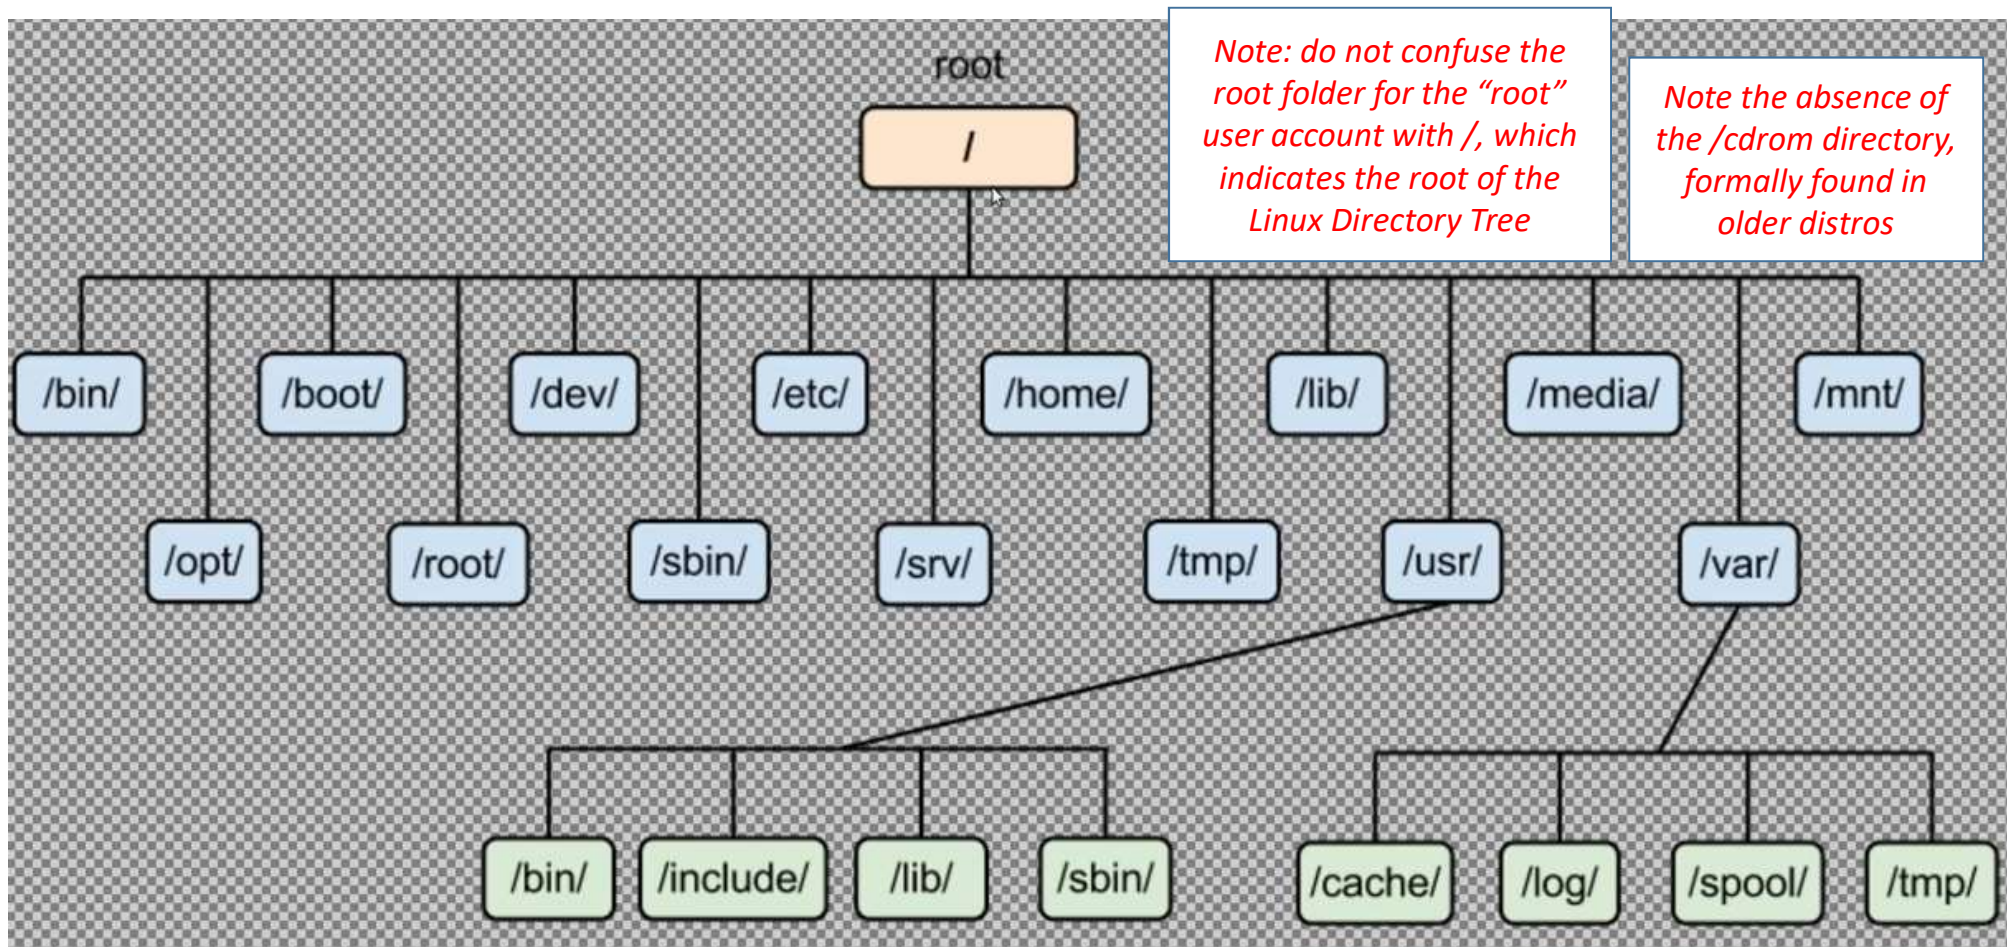 root
/
Note: do not confuse the
root folder for the “root”
user account with /, which
indicates the root of the
Linux Directory Tree
Note the absence of
the /cdrom directory,
formally found in
older distros
/bin/ /boot/ /dev/ /etc/ /home/ /lib/ /media/ /mnt/
/opt/ /root/ /sbin/ /srv/ /tmp/ /usr/ /var/
/bin/ /include/ /lib/ /sbin/ /cache/ /log/ /spool/ /tmp/